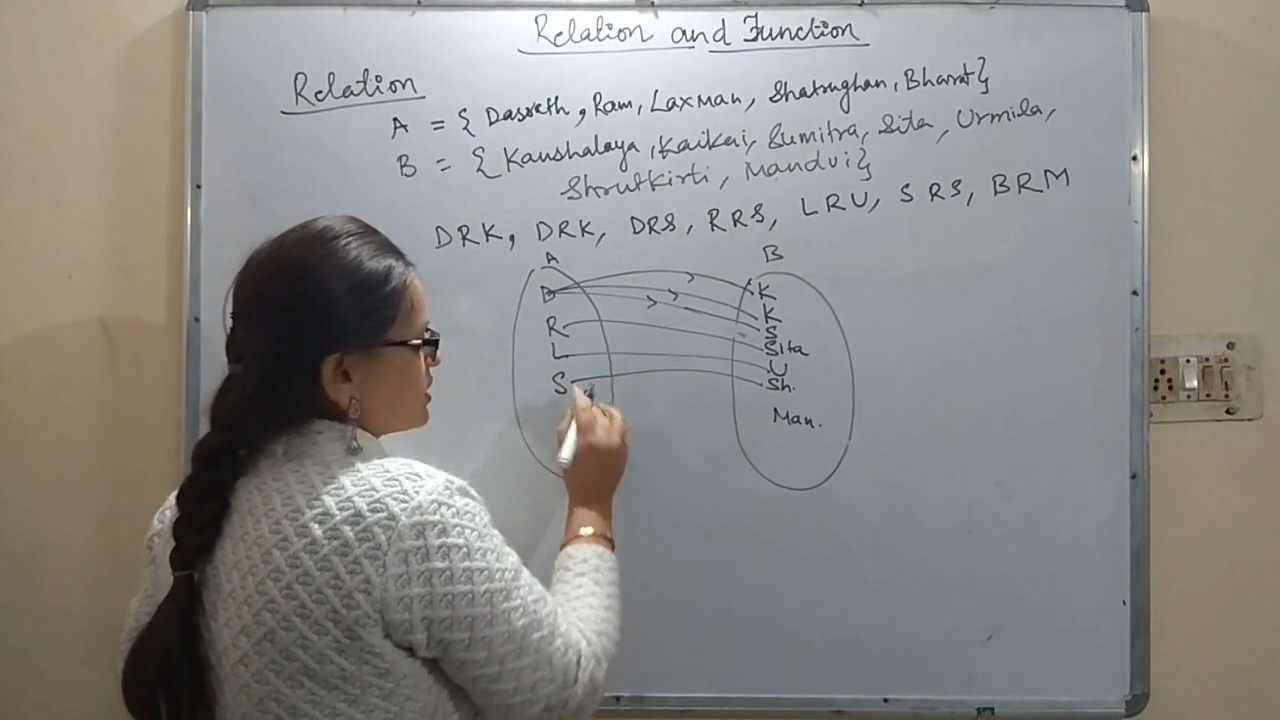 Relation and Function
Relation
A = {Dasrath, Ram, Laxman, Shatrughan, Bharat}
B = {Kaushalaya, Kaikai, Sumitra, Sita, Urmila,
Shrutkirti, Mandvi}
DRK, DRK, DRS, RRS, LRU, SRS, BRM
A B
D K
K
R S
L Sita
U
S Sh.
Man.